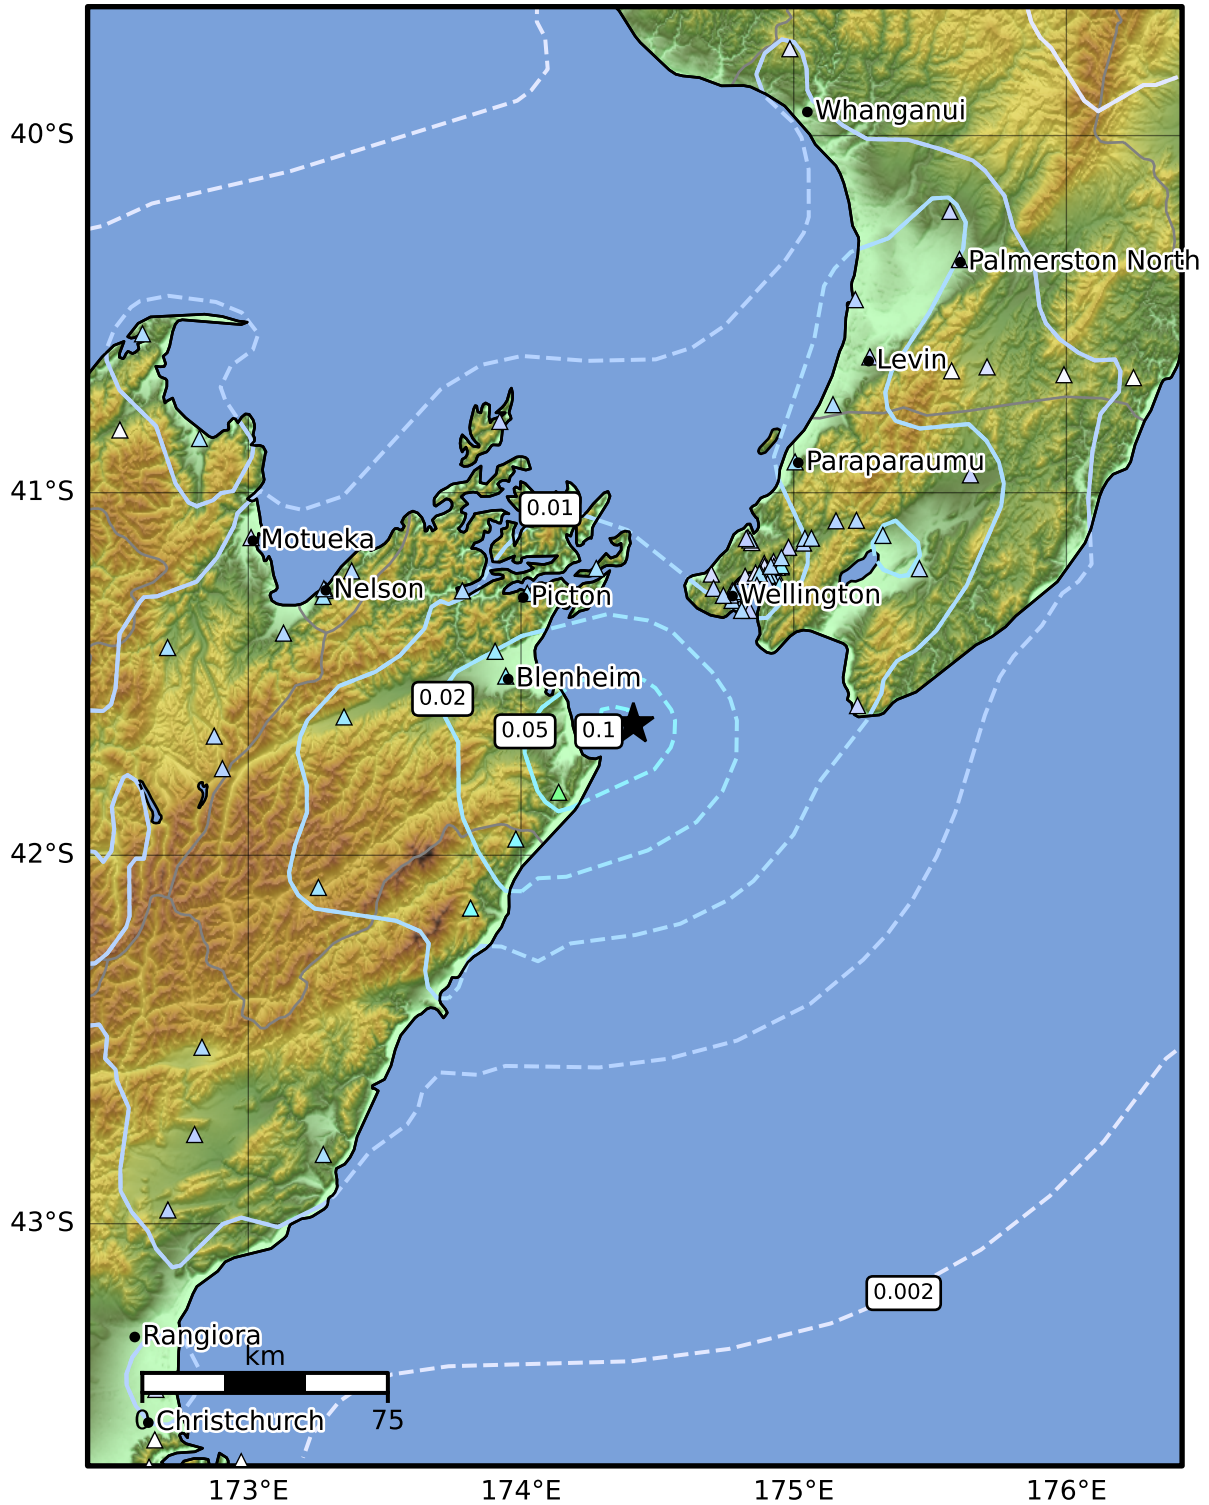 40°S
Whanganui
Palmerston North
Levin
Paraparaumu
41°S
0.01
Motueka
Nelson
Picton
Wellington
Blenheim
0.02
0.05
0.1
42°S
43°S
0.002
Rangiora
km
0
75
Christchurch
173°E
174°E
175°E
176°E